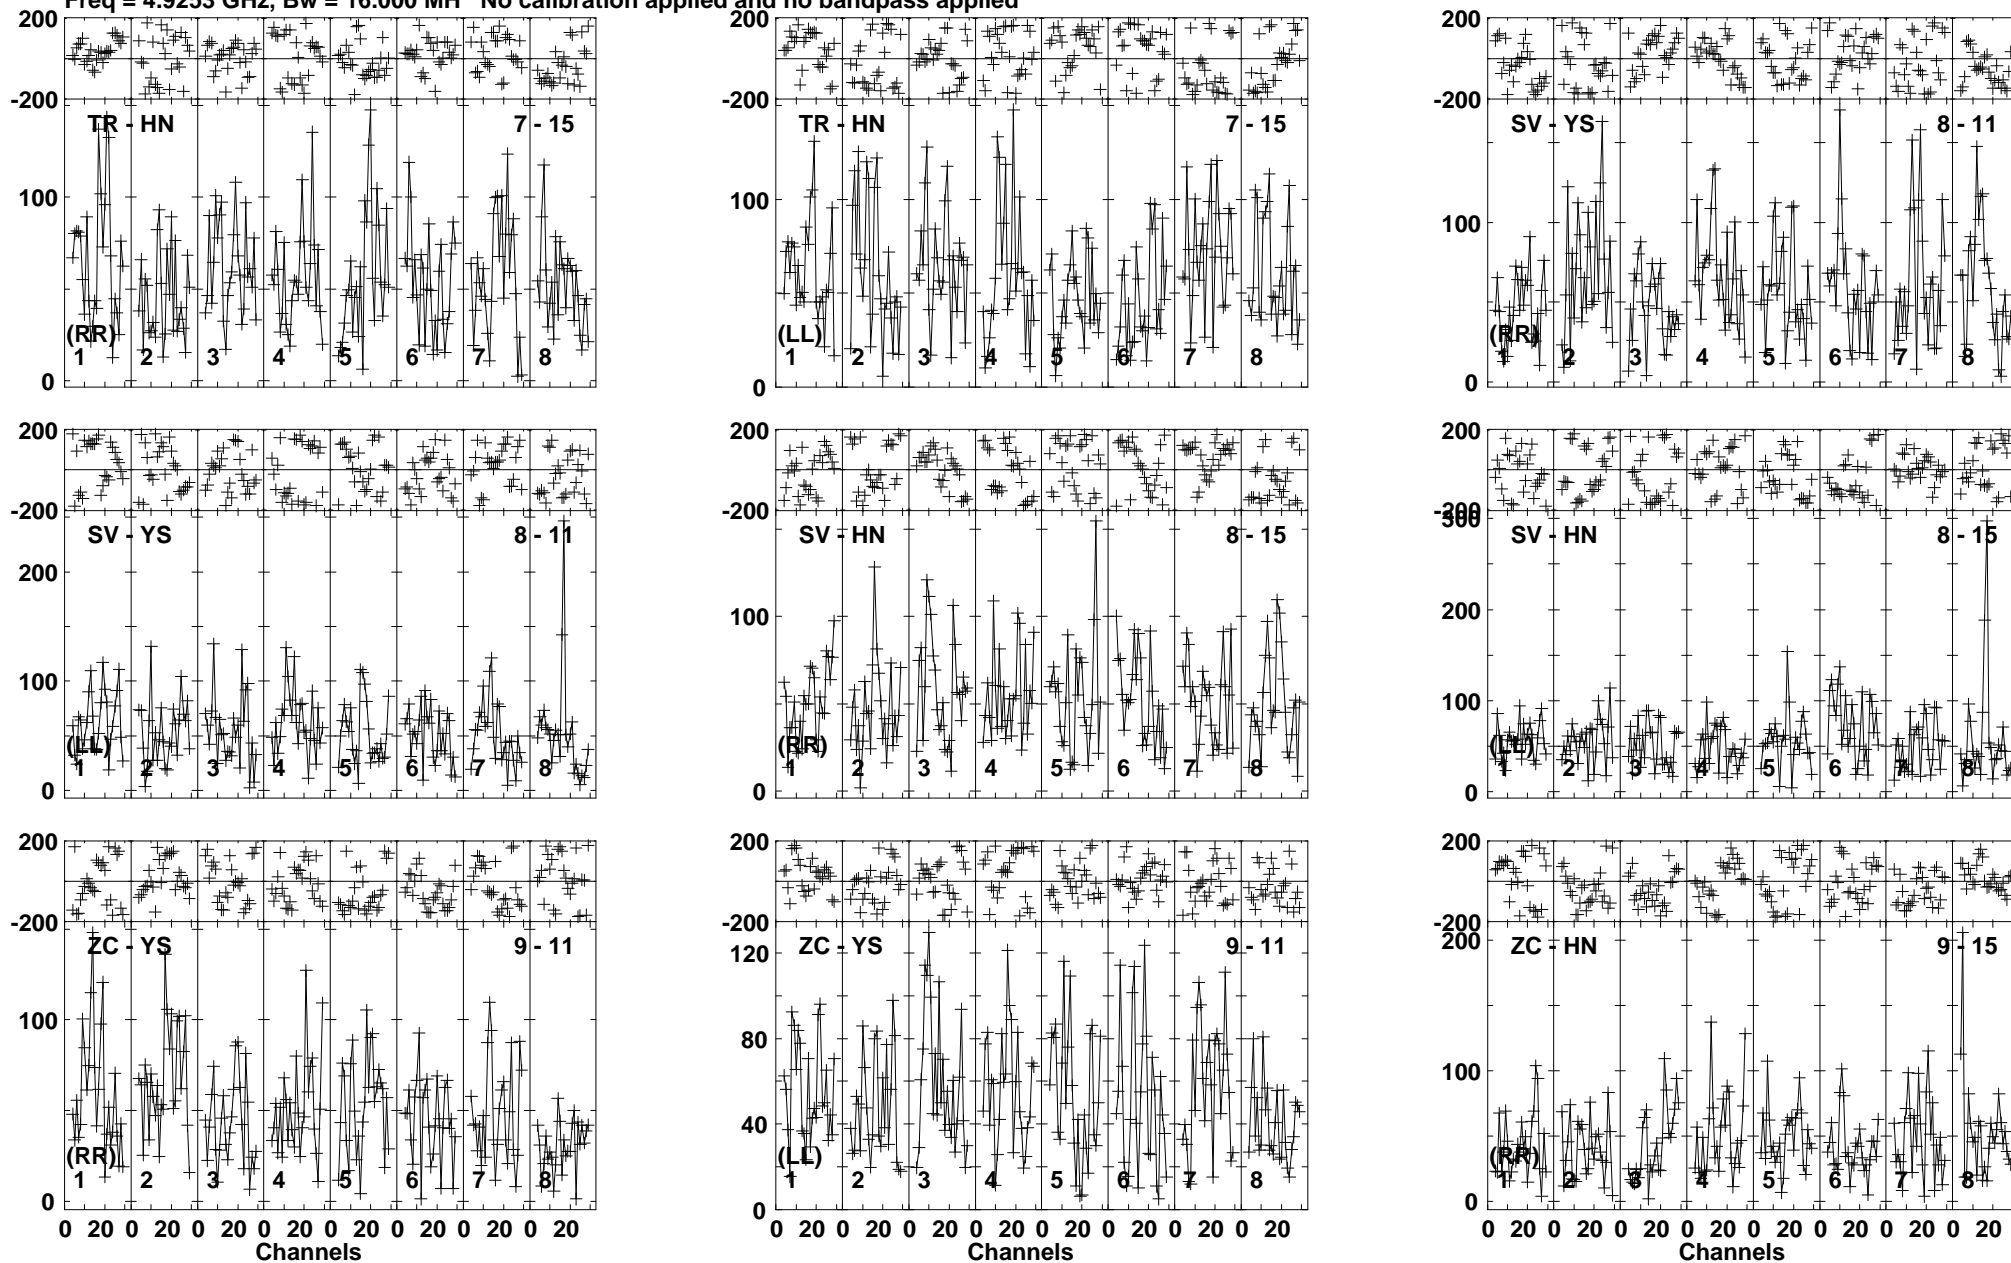 Freq = 4.9253 GHz, Bw = 16.000 MH No calibration applied and no bandpass applied
200 200 200
-200 -200 -200
TR - HN 7 - 15 TR - HN 7 - 15 SV - YS 8 - 11
100 100 100
(RR) (LL) (RR)
1 2 3 4 5 6 7 8 1 2 3 4 5 6 7 8 1 2 3 4 5 6 7 8
0 0 0
200 200 200
-200 -200 -200
300
SV - YS 8 - 11 SV - HN 8 - 15 SV - HN 8 - 15
200 200
100 100 100
(LL) (RR) (LL)
1 2 3 4 5 6 7 8 1 2 3 4 5 6 7 8 1 2 3 4 5 6 7 8
0 0 0
200 200 200
-200 -200 -200
ZC - YS 9 - 11 ZC - YS 9 - 11 ZC - HN 9 - 15
120 200
100 80 100
40
(RR) (LL) (RR)
1 2 3 4 5 6 7 8 1 2 3 4 5 6 7 8 1 2 3 4 5 6 7 8
0 0 0
0 20 0 20 0 20 0 20 0 20 0 20 0 20 0 20 0 20 0 20 0 20 0 20 0 20 0 20 0 20 0 20 0 20 0 20 0 20 0 20 0 20 0 20 0 20 0 20
Channels Channels Channels